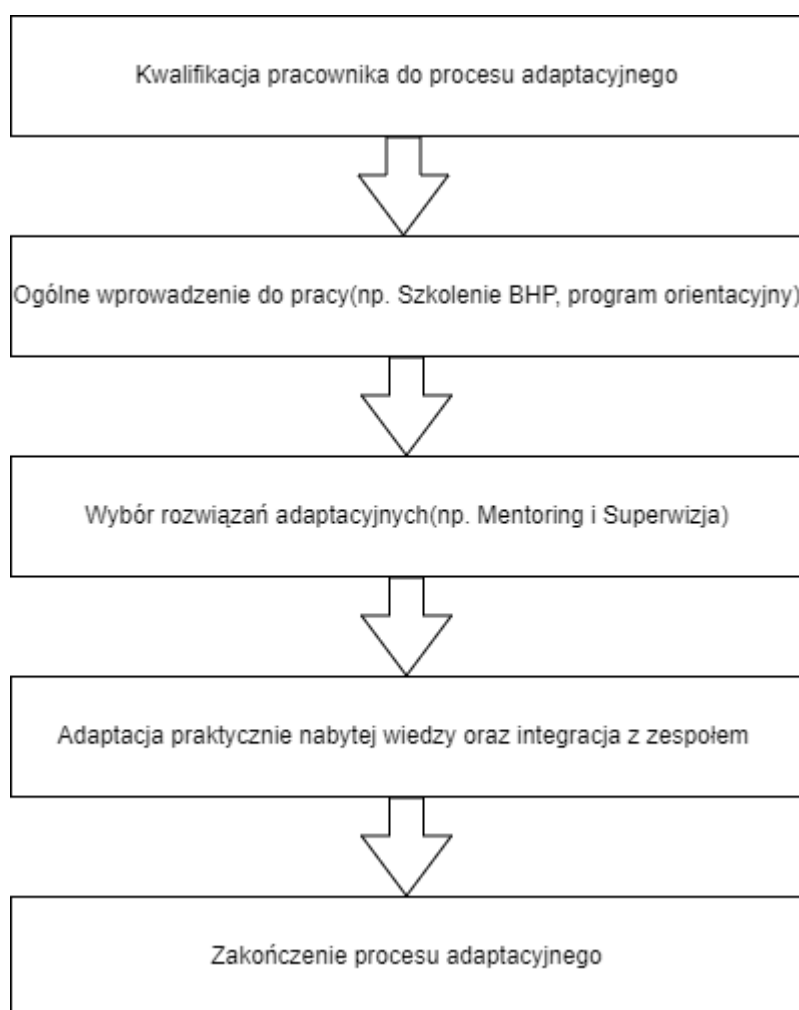 Kwalifikacja pracownika do procesu adaptacyjnego
Ogólne wprowadzenie do pracy(np. Szkolenie BHP, program orientacyjny)
Wybór rozwiązań adaptacyjnych(np. Mentoring i Superwizja)
Adaptacja praktycznie nabytej wiedzy oraz integracja z zespołem
Zakończenie procesu adaptacyjnego